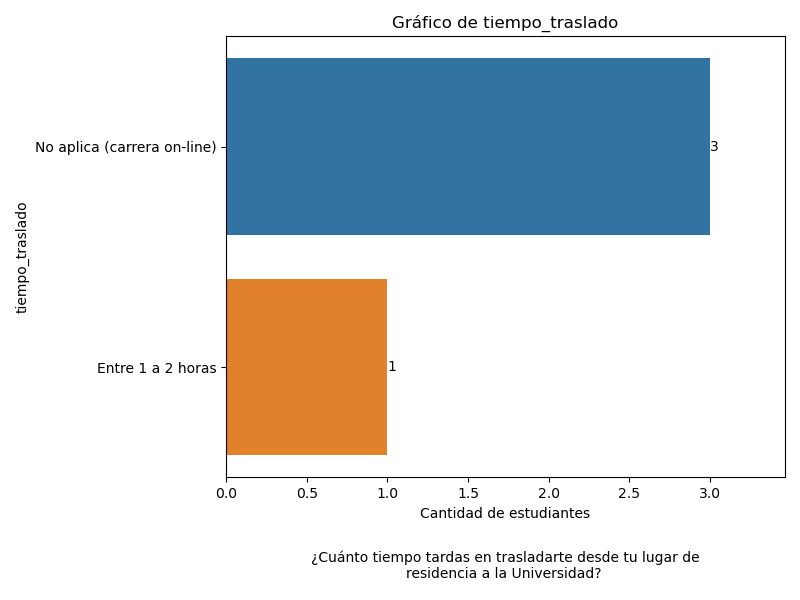 Gráfico de tiempo_traslado
tiempo_traslado
No aplica (carrera on-line)
3
Entre 1 a 2 horas
1
0.0 0.5 1.0 1.5 2.0 2.5 3.0
Cantidad de estudiantes
¿Cuánto tiempo tardas en trasladarte desde tu lugar de
residencia a la Universidad?